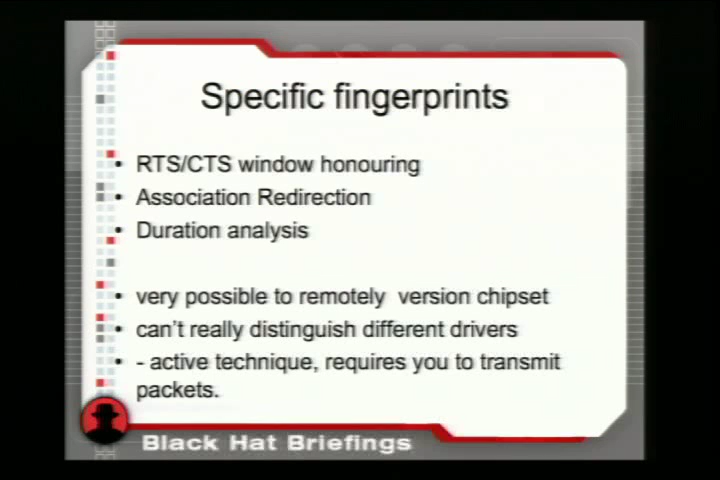 Specific fingerprints
• RTS/CTS window honouring
• Association Redirection
• Duration analysis
• very possible to remotely version chipset
• can't really distinguish different drivers
• - active technique, requires you to transmit
packets.
Black Hat Briefings